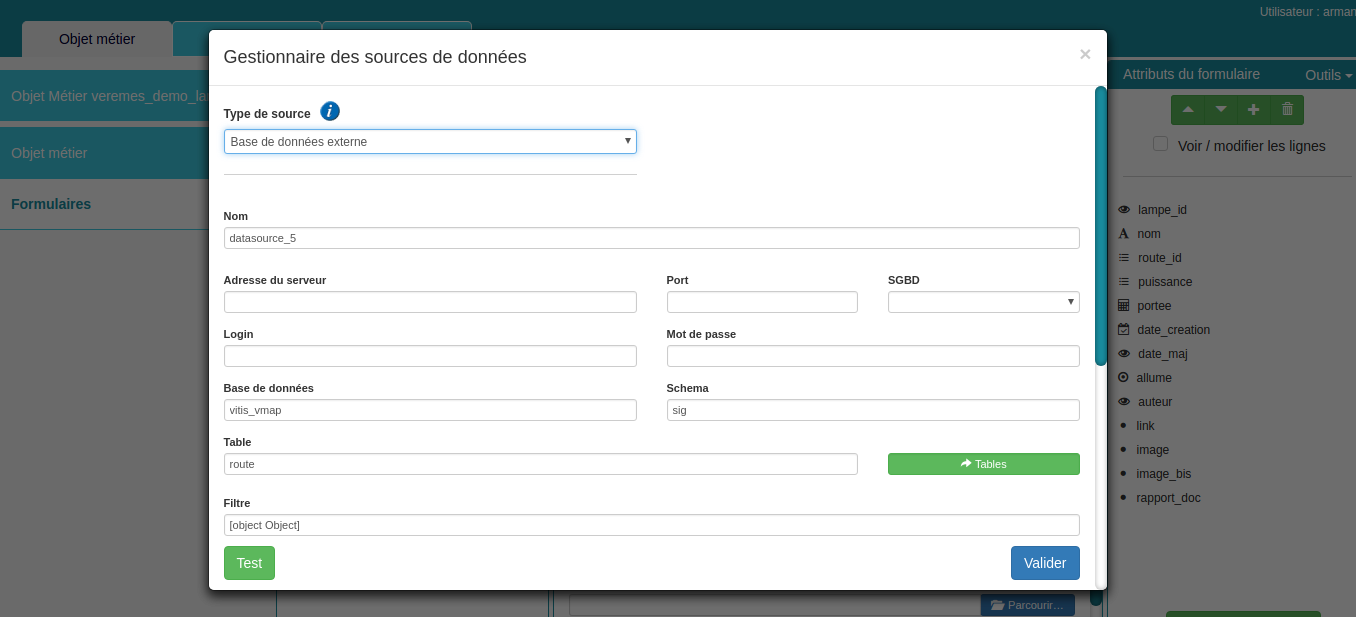 Utilisateur : arman
Objet métier
Gestionnaire des sources de données
×
Attributs du formulaire
Outils
Objet Métier veremes_demo_la
Type de source
i
Base de données externe
Voir / modifier les lignes
Objet métier
Formulaires
Nom
datasource_5
Adresse du serveur
Port
SGBD
Login
Mot de passe
Base de données
Schema
vitis_vmap
sig
Table
route
Tables
Filtre
[object Object]
Test
Valider
lampe_id
nom
route_id
puissance
portee
date_creation
date_maj
allume
auteur
link
image
image_bis
rapport_doc
Parcourir...